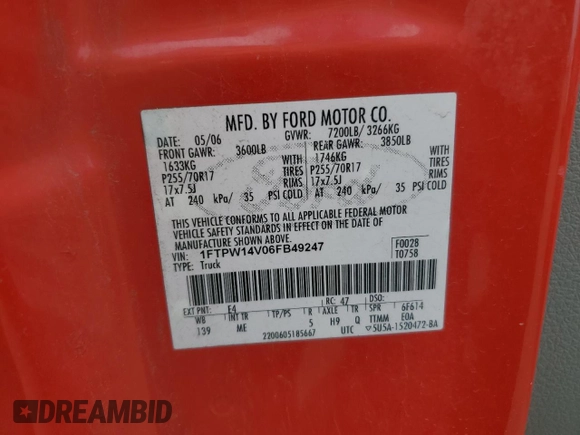 MFD. BY FORD MOTOR CO.
DATE: 05/06 GVWR: 7200LB/ 3266KG
FRONT GAWR: 3600LB REAR GAWR: 3850LB
1633KG WITH 1746KG WITH
P255/70R17 TIRES P255/70R17 TIRES
17x7.5J RIMS 17x7.5J RIMS
AT 240 kPa/ 35 PSI COLD AT 240 kPa/ 35 PSI COLD
THIS VEHICLE CONFORMS TO ALL APPLICABLE FEDERAL MOTOR
VEHICLE SAFETY STANDARDS IN EFFECT ON THE DATE OF
MANUFACTURE SHOWN ABOVE.
VIN: 1FTPW14V06FB49247 F0028
TYPE: Truck T0758
EXT PNT: E4 RC: 47 DSO:
WB INT TR TP/PS R AXLE TR SPR 6F614
139 ME 5 H9 Q TTMM E0A
2200605185667 UTC ▽5U5A-1520472-BA
DREAMBID